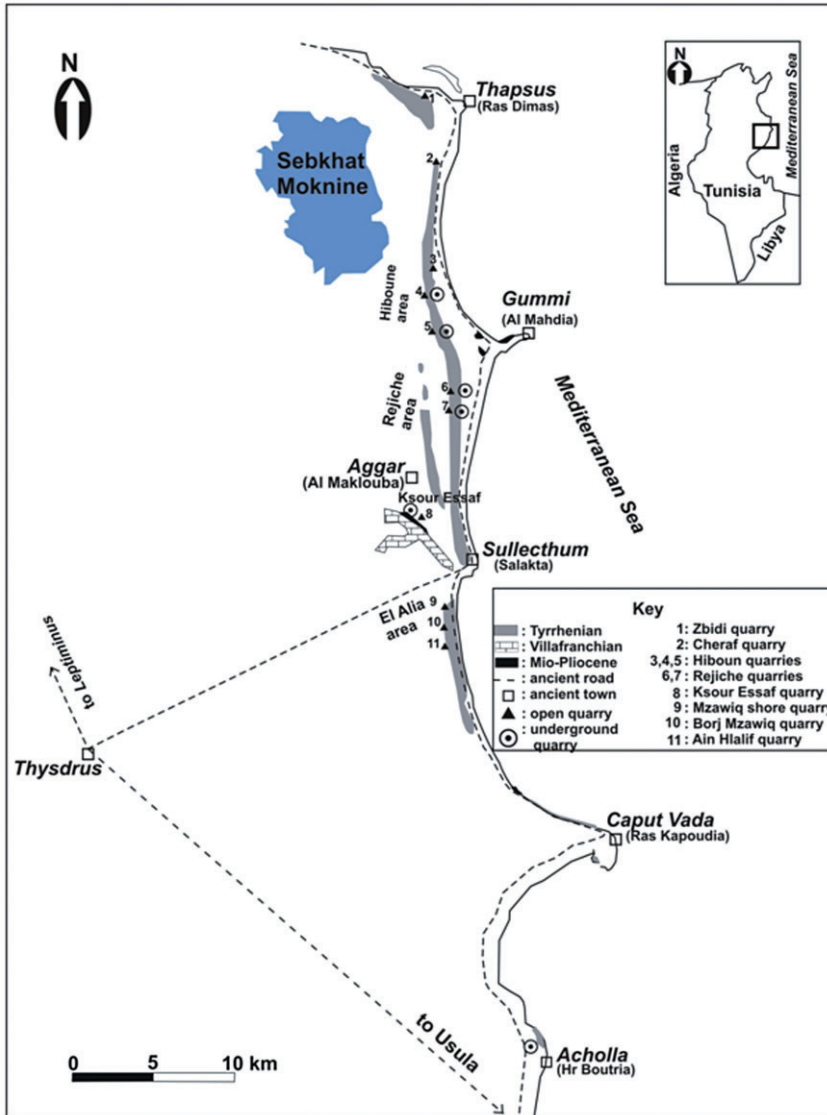 N
Thapsus
(Ras Dimas)
1
Sebkhat
Moknine
2
3
4
5
Hiboune
area
Gummi
(Al Mahdia)
6
7
Rejiche
area
Mediterranean Sea
Aggar
(Al Maklouba)
Ksour Essaf
8
Sullecthum
(Salakta)
El Alia
area
9
10
11
to Leptiminus
Thysdrus
Caput Vada
(Ras Kapoudia)
to Usula
Acholla
(Hr Boutria)
0 5 10 km
N
Mediterranean Sea
Algeria
Tunisia
Libya
Key
: Tyrrhenian
: Villafranchian
: Mio-Pliocene
: ancient road
: ancient town
: open quarry
: underground
quarry
1: Zbidi quarry
2: Cheraf quarry
3,4,5: Hiboun quarries
6,7: Rejiche quarries
8 : Ksour Essaf quarry
9 : Mzawiq shore quarry
10 : Borj Mzawiq quarry
11 : Ain Hlalif quarry